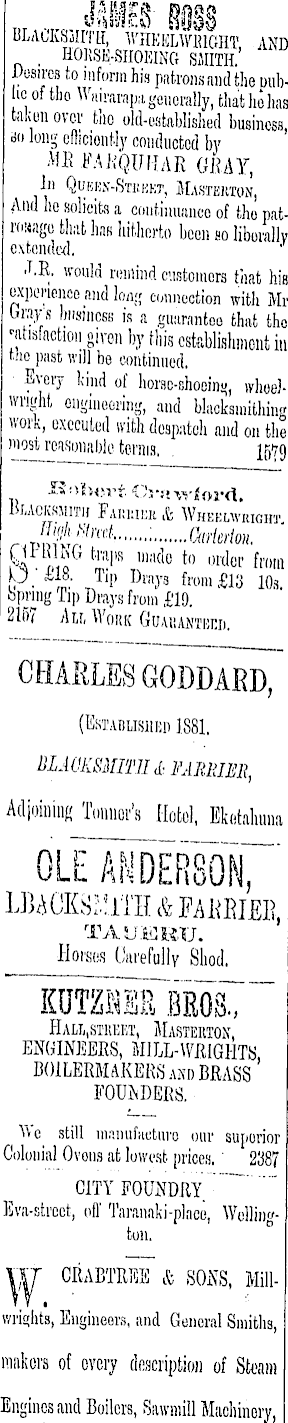 JAMES ROSS
BLACKSMITH, WHEELWRIGHT, AND
HORSE-SHOEING SMITH.
Desires to inform his patrons and the pub-
lic of the Wairarapa generally, that he has
taken over the old-established business,
so long efficiently conducted by
MR FARQUHAR GRAY,
In QUEEN-STREET, MASTERTON,
And he solicits a continuance of the pat-
ronage that has hitherto been so liberally
extended.
J.R. would remind customers that his
experience and long connection with Mr
Gray's business is a guarantee that the
satisfaction given by this establishment in
the past will be continued.
Every kind of horse-shoeing, wheel-
wright engineering, and blacksmithing
work, executed with despatch and on the
most reasonable terms. 1579
Robert Crawford.
BLACKSMITH FARRIER & WHEELWRIGHT.
High Street...............Carterton.
SPRING traps made to order from
£18. Tip Drays from £13 10s.
Spring Tip Drays from £19.
2157 ALL WORK GUARANTEED.
CHARLES GODDARD,
(ESTABLISHED 1881.
BLACKSMITH & FARRIER,
Adjoining Tonner's Hotel, Eketahuna
OLE ANDERSON,
LBACKSMITH & FARRIER,
TAUERU.
Horses Carefully Shod.
KUTZNER BROS.,
HALL,STREET, MASTERTON,
ENGINEERS, MILL-WRIGHTS,
BOILERMAKERS AND BRASS
FOUNDERS.
We still manufacture our superior
Colonial Ovens at lowest prices. 2387
CITY FOUNDRY
Eva-street, off Taranaki-place, Welling-
ton.
W. CRABTREE & SONS, Mill-
wrights, Engineers, and General Smiths,
makers of every description of Steam
Engines and Boilers, Sawmill Machinery,